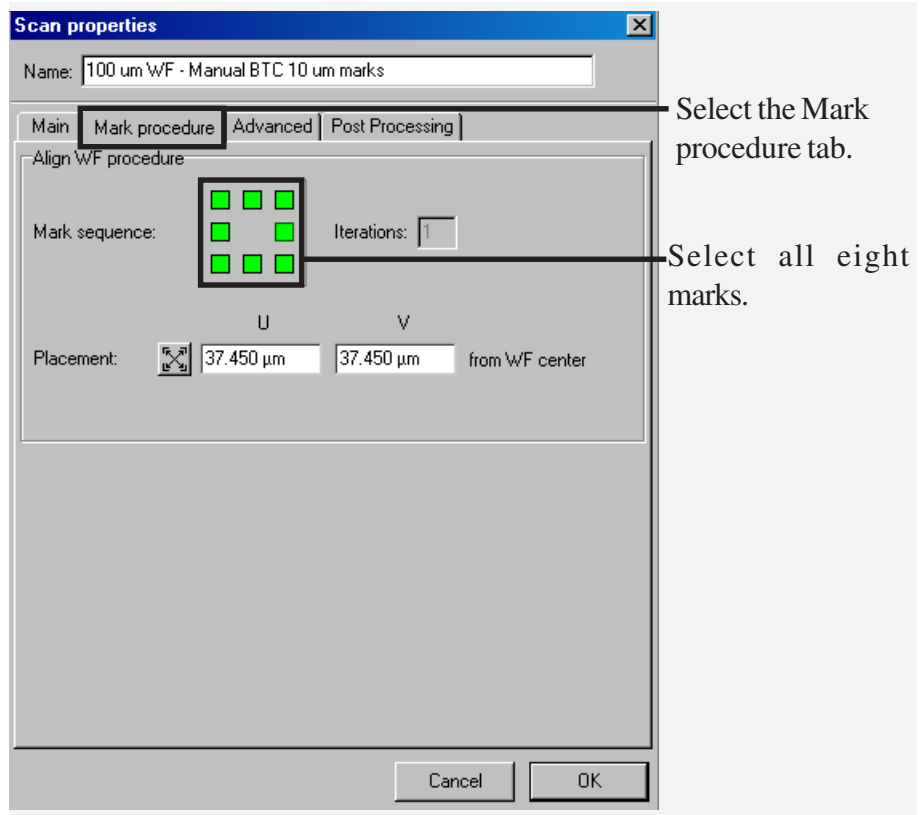 Scan properties
Name: 100 um WF - Manual BTC 10 um marks
Main Mark procedure Advanced Post Processing
Select the Mark
procedure tab.
Align WF procedure
Mark sequence: Iterations: 1
Select all eight
marks.
U V
Placement: 37.450 µm 37.450 µm from WF center
Cancel OK